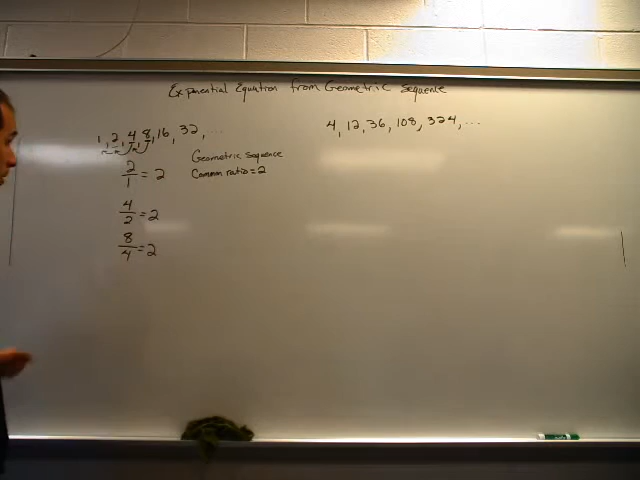 Exponential Equation from Geometric Sequence
1, 2, 4, 8, 16, 32, ...
Geometric Sequence
Common ratio = 2
2/1 = 2
4/2 = 2
8/4 = 2
4, 12, 36, 108, 324, ...